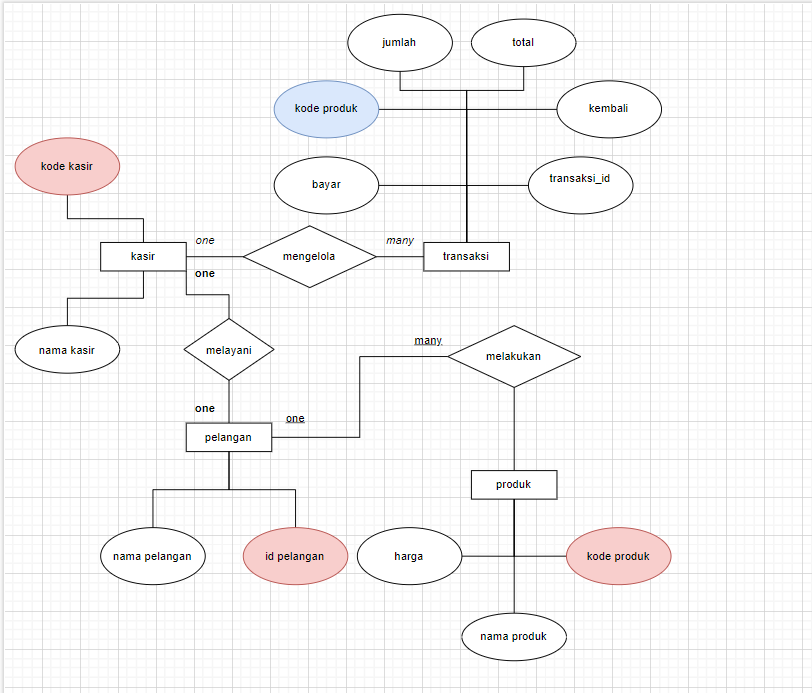 jumlah
total
kode produk
kembali
kode kasir
bayar
transaksi_id
one
many
kasir
mengelola
transaksi
one
nama kasir
melayani
many
melakukan
one
one
pelangan
produk
nama pelangan
id pelangan
harga
kode produk
nama produk